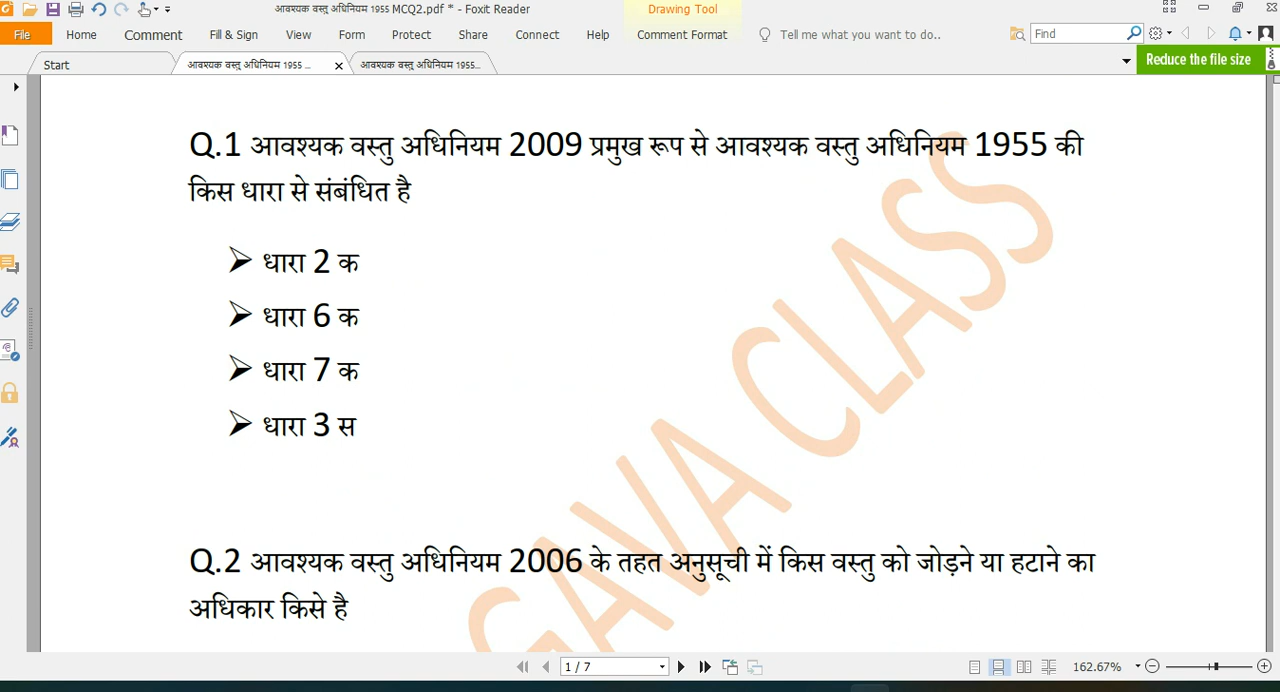 आवश्यक वस्तु अधिनियम 1955 MCQ2.pdf * - Foxit Reader
Drawing Tool
File Home Comment Fill & Sign View Form Protect Share Connect Help Comment Format Tell me what you want to do.. Find
Start आवश्यक वस्तु अधिनियम 1955 ... आवश्यक वस्तु अधिनियम 1955... Reduce the file size
Q.1 आवश्यक वस्तु अधिनियम 2009 प्रमुख रूप से आवश्यक वस्तु अधिनियम 1955 की
किस धारा से संबंधित है
धारा 2 क
धारा 6 क
धारा 7 क
धारा 3 स
Q.2 आवश्यक वस्तु अधिनियम 2006 के तहत अनुसूची में किस वस्तु को जोड़ने या हटाने का
अधिकार किसे है
GAVA CLASS
1 / 7 162.67%